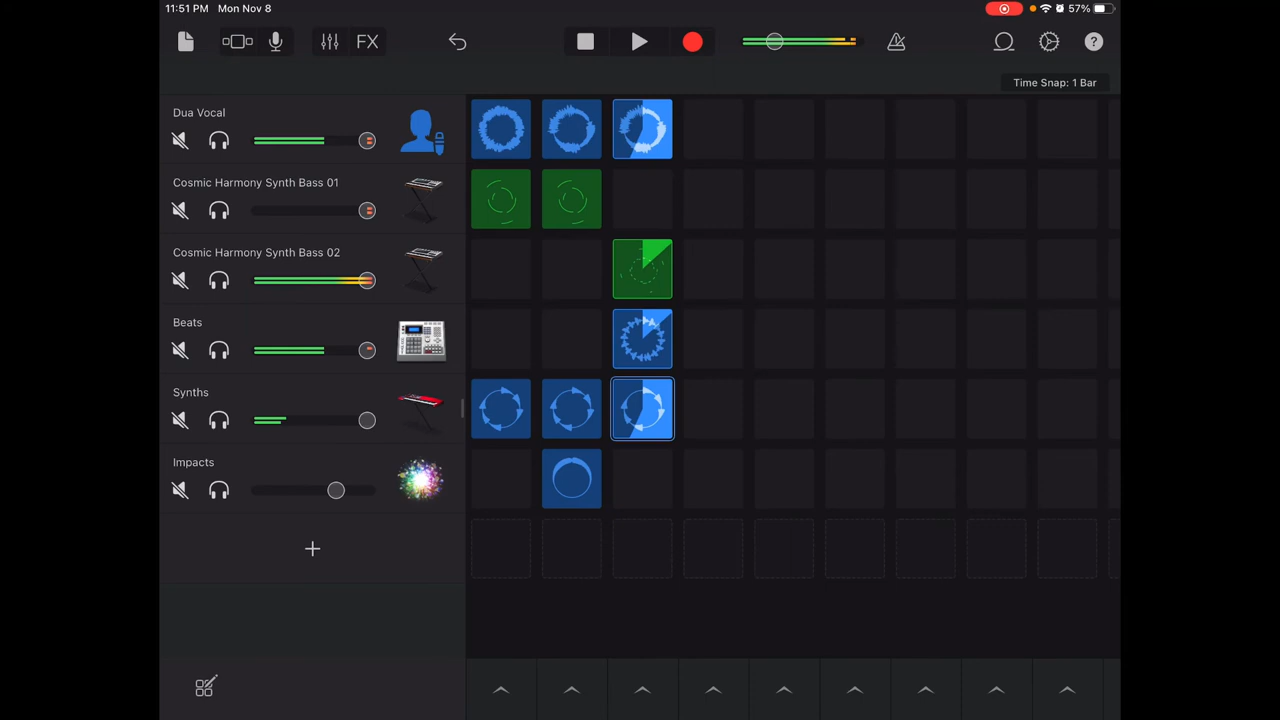 11:51 PM Mon Nov 8
57%
FX
?
Time Snap: 1 Bar
Dua Vocal
Cosmic Harmony Synth Bass 01
Cosmic Harmony Synth Bass 02
Beats
Synths
Impacts